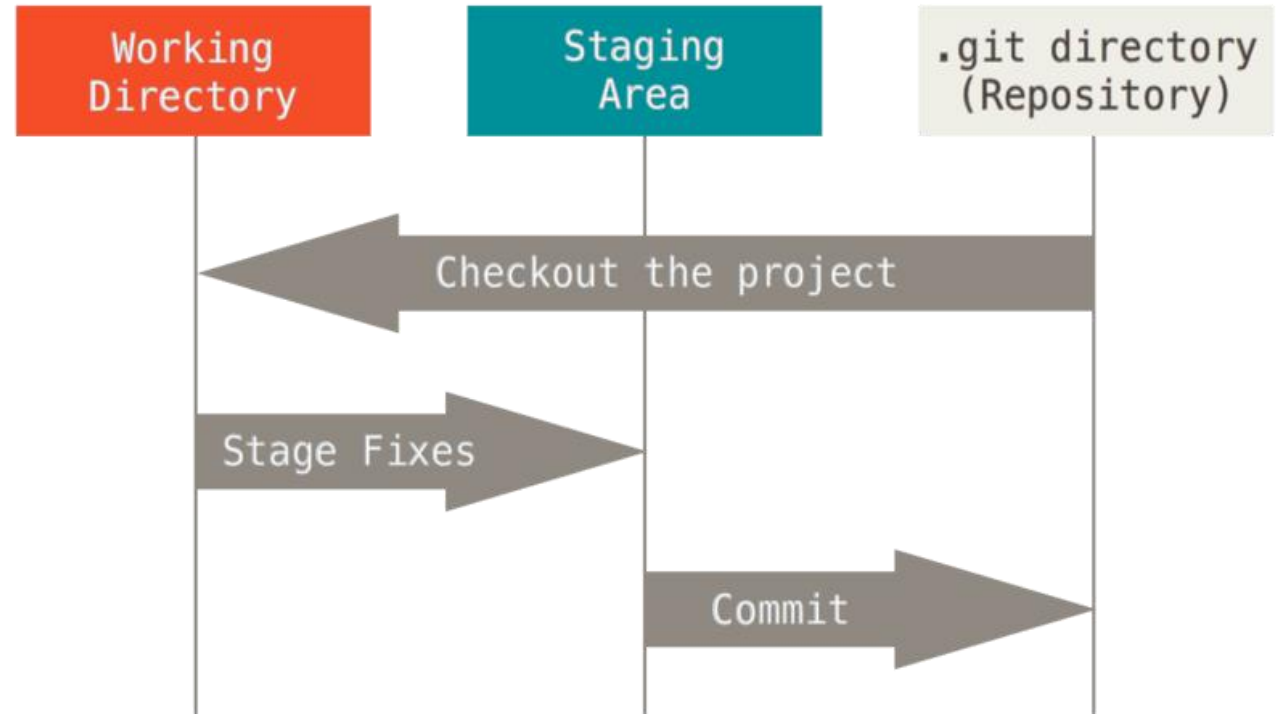 Working
Directory
Staging
Area
.git directory
(Repository)
Checkout the project
Stage Fixes
Commit